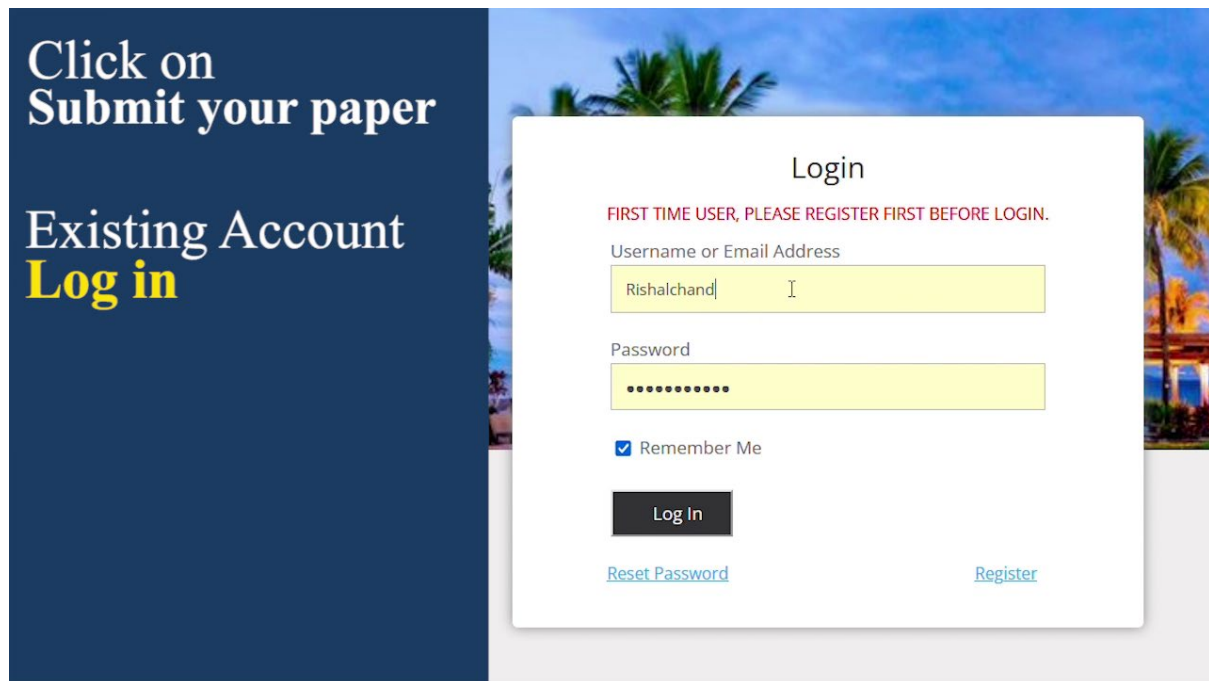 Click on
Submit your paper
Existing Account
Log in
Login
FIRST TIME USER, PLEASE REGISTER FIRST BEFORE LOGIN.
Username or Email Address
Rishalchand
Password
Remember Me
Log In
Reset Password
Register